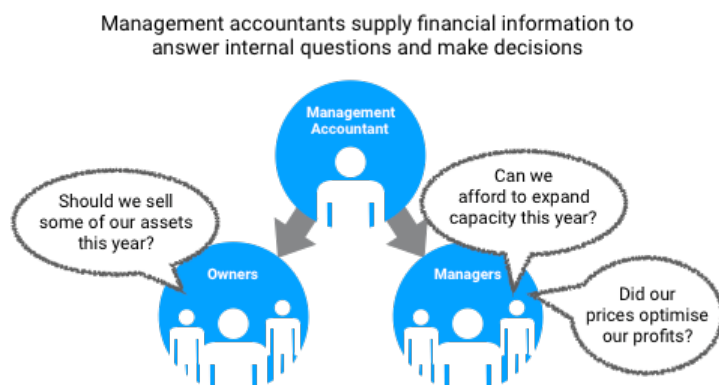 Management accountants supply financial information to
answer internal questions and make decisions
Management
Accountant
Should we sell
some of our assets
this year?
Can we
afford to expand
capacity this year?
Owners
Managers
Did our
prices optimise
our profits?